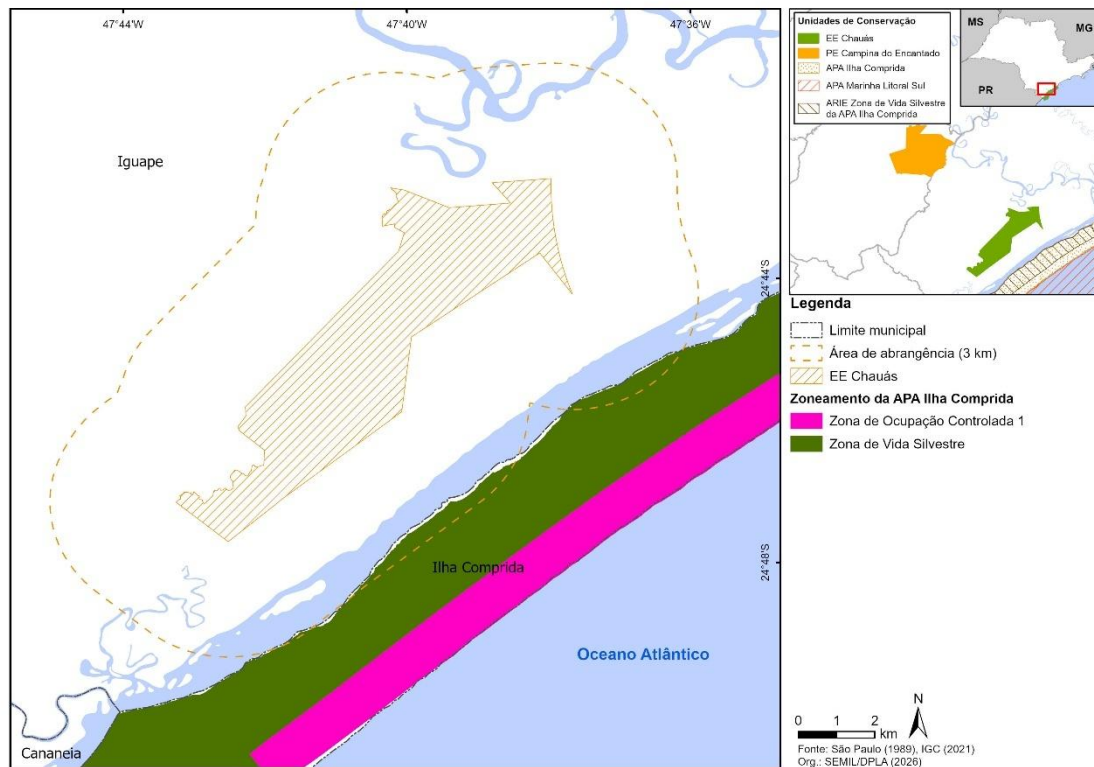 47°44'W
47°40'W
47°36'W
Iguape
24°44'S
24°48'S
Ilha Comprida
Oceano Atlântico
Cananeia
Unidades de Conservação
EE Chauás
PE Campina do Encantado
APA Ilha Comprida
APA Marinha Litoral Sul
ARIE Zona de Vida Silvestre
da APA Ilha Comprida
MS
MG
PR
Legenda
Limite municipal
Área de abrangência (3 km)
EE Chauás
Zoneamento da APA Ilha Comprida
Zona de Ocupação Controlada 1
Zona de Vida Silvestre
N
0 1 2
km
Fonte: São Paulo (1989), IGC (2021)
Org.: SEMIL/DPLA (2026)